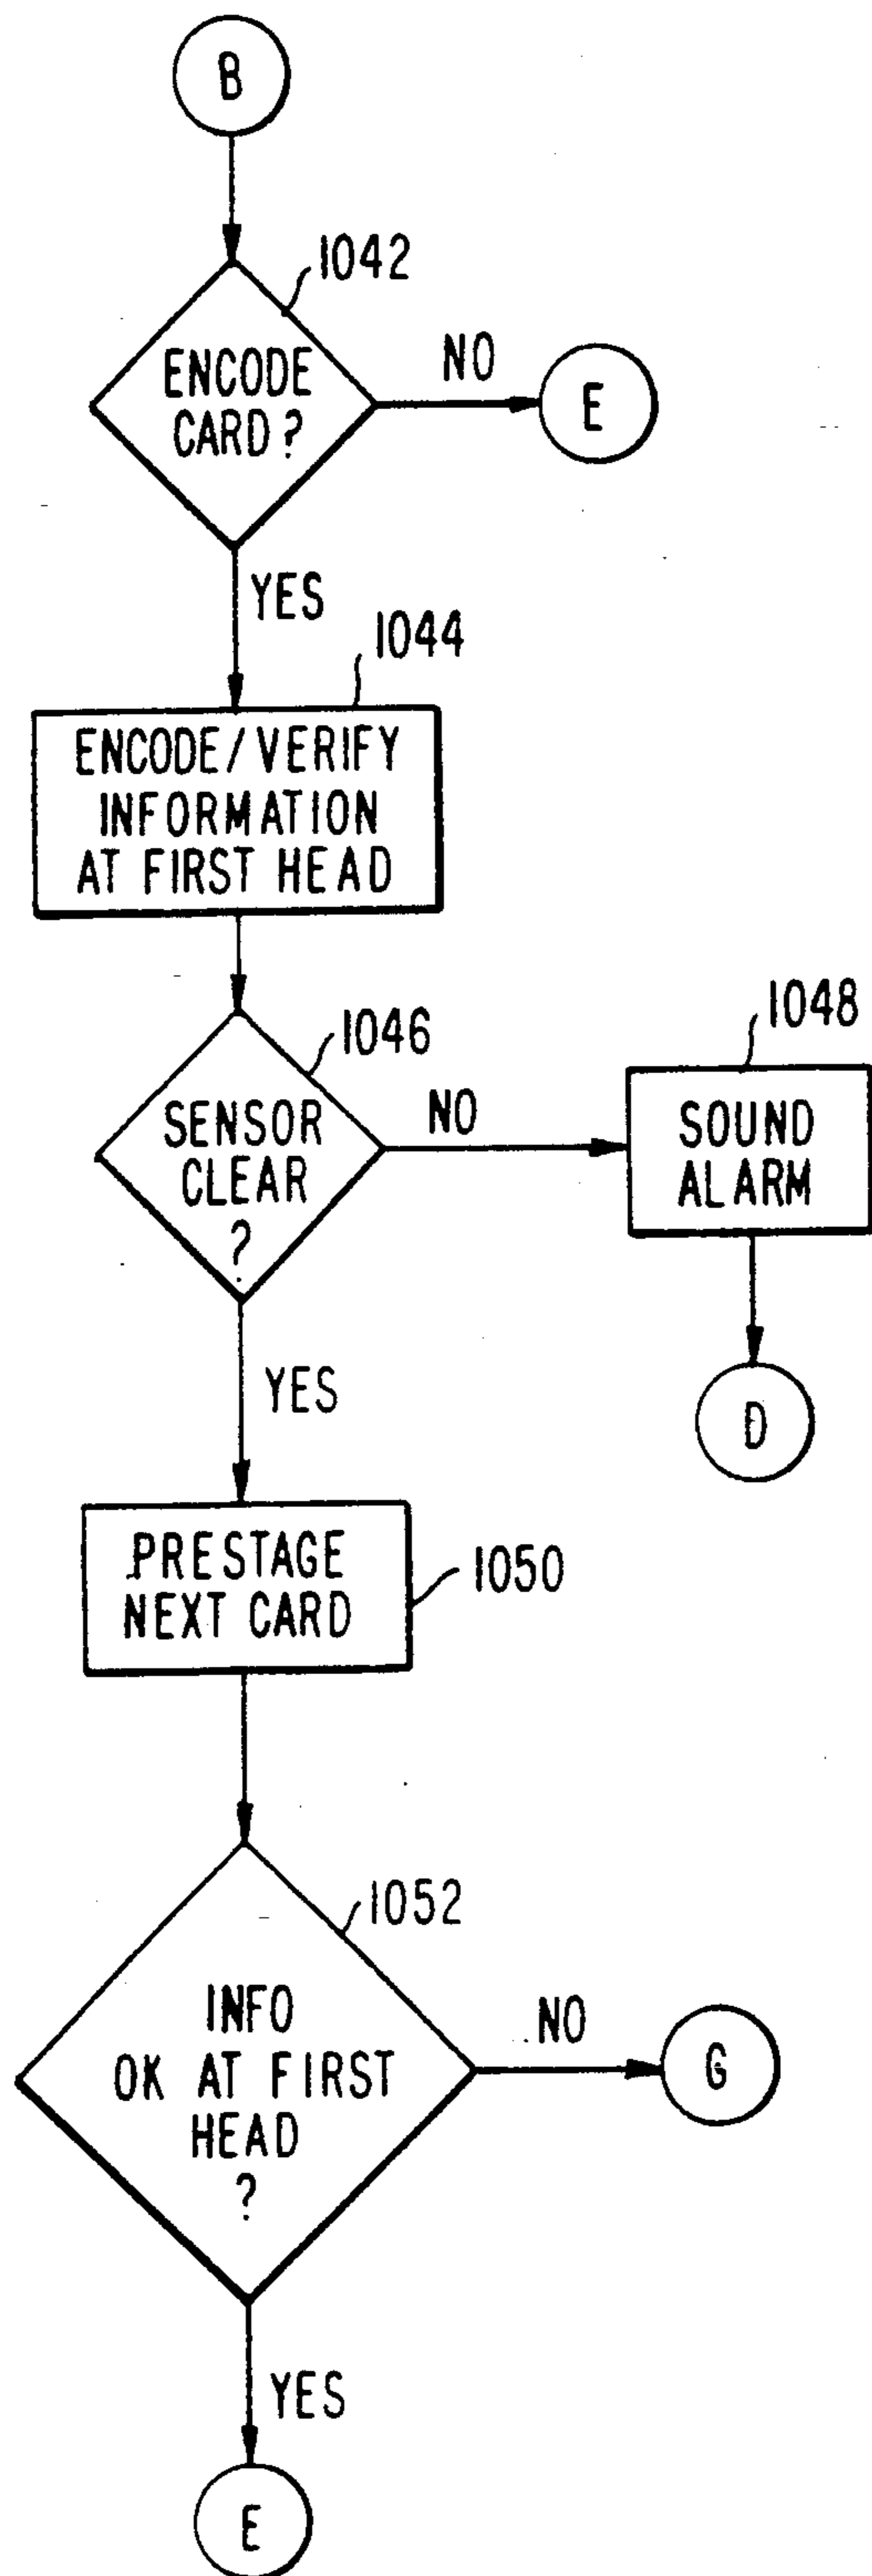 B
1042
ENCODE
CARD?
NO
E
YES
1044
ENCODE/VERIFY
INFORMATION
AT FIRST HEAD
1046
SENSOR
CLEAR
?
NO
1048
SOUND
ALARM
D
YES
PRESTAGE
NEXT CARD
1050
1052
INFO
OK AT FIRST
HEAD
?
NO
G
YES
E